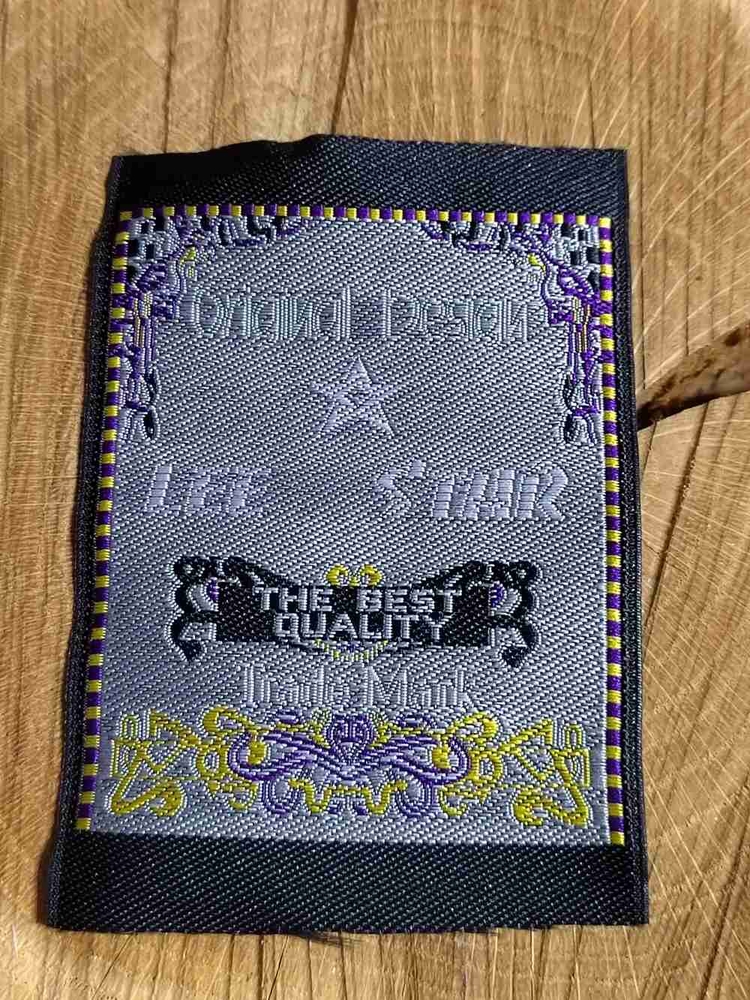 Original Design
LEE STAR
THE BEST
QUALITY
Trade Mark